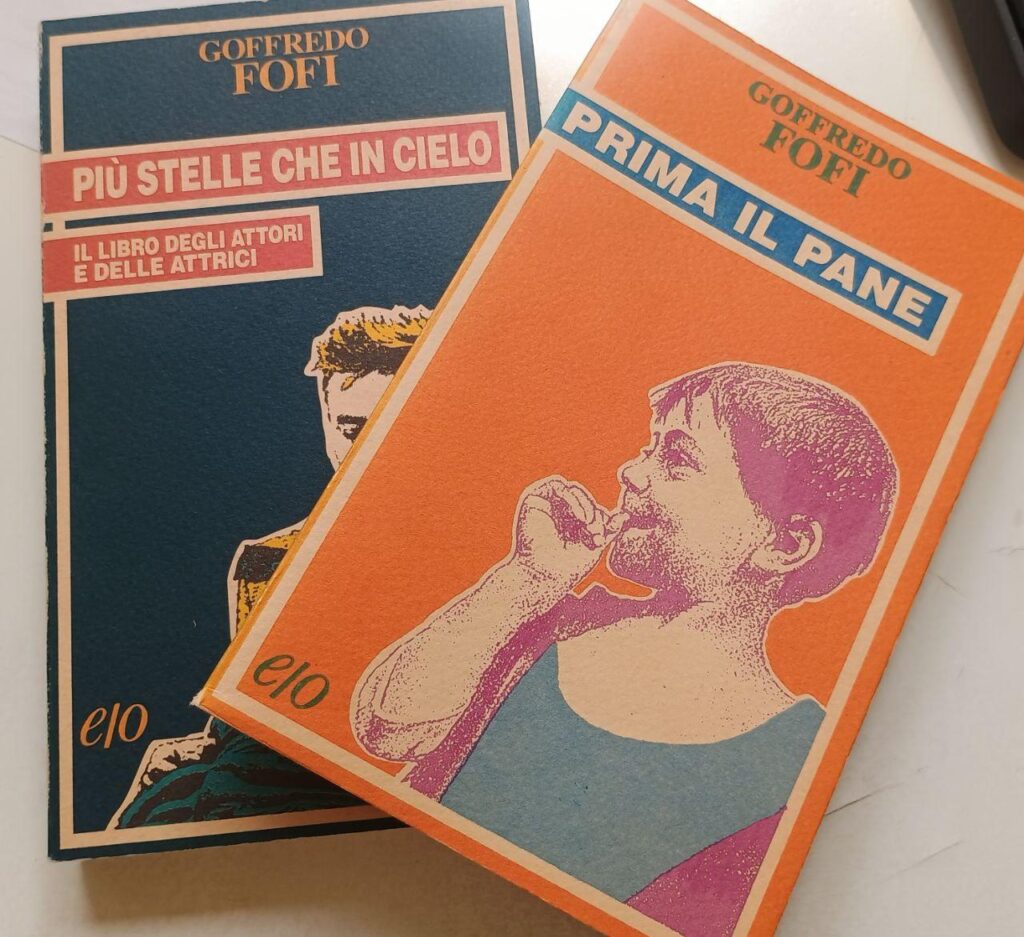 GOFFREDO
FOFI
PIÙ STELLE CHE IN CIELO
IL LIBRO DEGLI ATTORI
E DELLE ATTRICI
e/o
GOFFREDO
FOFI
PRIMA IL PANE
e/o